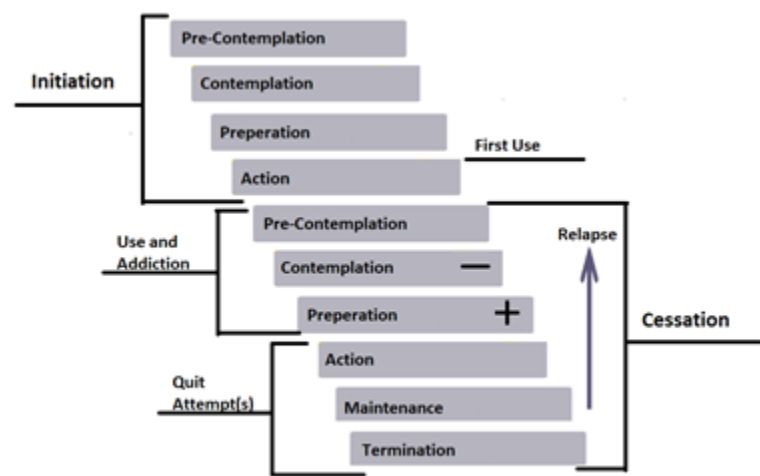 Pre-Contemplation
Initiation
Contemplation
Preperation
First Use
Action
Pre-Contemplation
Relapse
Use and
Addiction
Contemplation —
Preperation +
Cessation
Action
Quit
Attempt(s)
Maintenance
Termination